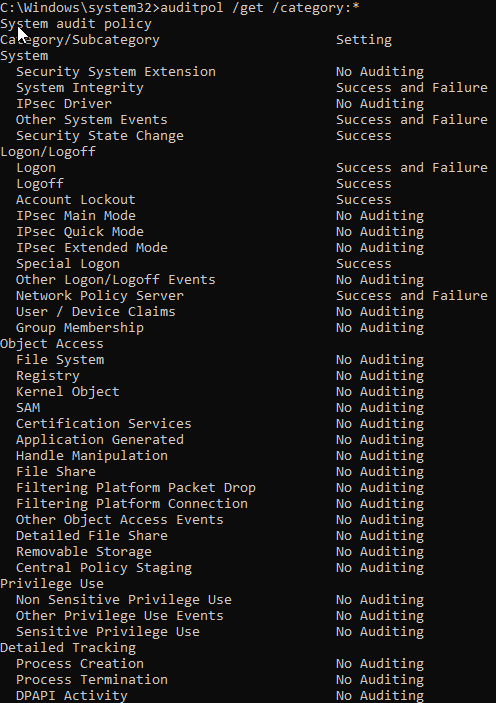 C:\Windows\system32>auditpol /get /category:*
System audit policy
Category/Subcategory                      Setting
System
  Security System Extension               No Auditing
  System Integrity                        Success and Failure
  IPsec Driver                            No Auditing
  Other System Events                     Success and Failure
  Security State Change                   Success
Logon/Logoff
  Logon                                   Success and Failure
  Logoff                                  Success
  Account Lockout                         Success
  IPsec Main Mode                         No Auditing
  IPsec Quick Mode                        No Auditing
  IPsec Extended Mode                     No Auditing
  Special Logon                           Success
  Other Logon/Logoff Events               No Auditing
  Network Policy Server                   Success and Failure
  User / Device Claims                    No Auditing
  Group Membership                        No Auditing
Object Access
  File System                             No Auditing
  Registry                                No Auditing
  Kernel Object                           No Auditing
  SAM                                     No Auditing
  Certification Services                  No Auditing
  Application Generated                   No Auditing
  Handle Manipulation                     No Auditing
  File Share                              No Auditing
  Filtering Platform Packet Drop          No Auditing
  Filtering Platform Connection           No Auditing
  Other Object Access Events              No Auditing
  Detailed File Share                     No Auditing
  Removable Storage                       No Auditing
  Central Policy Staging                  No Auditing
Privilege Use
  Non Sensitive Privilege Use             No Auditing
  Other Privilege Use Events              No Auditing
  Sensitive Privilege Use                 No Auditing
Detailed Tracking
  Process Creation                        No Auditing
  Process Termination                     No Auditing
  DPAPI Activity                          No Auditing